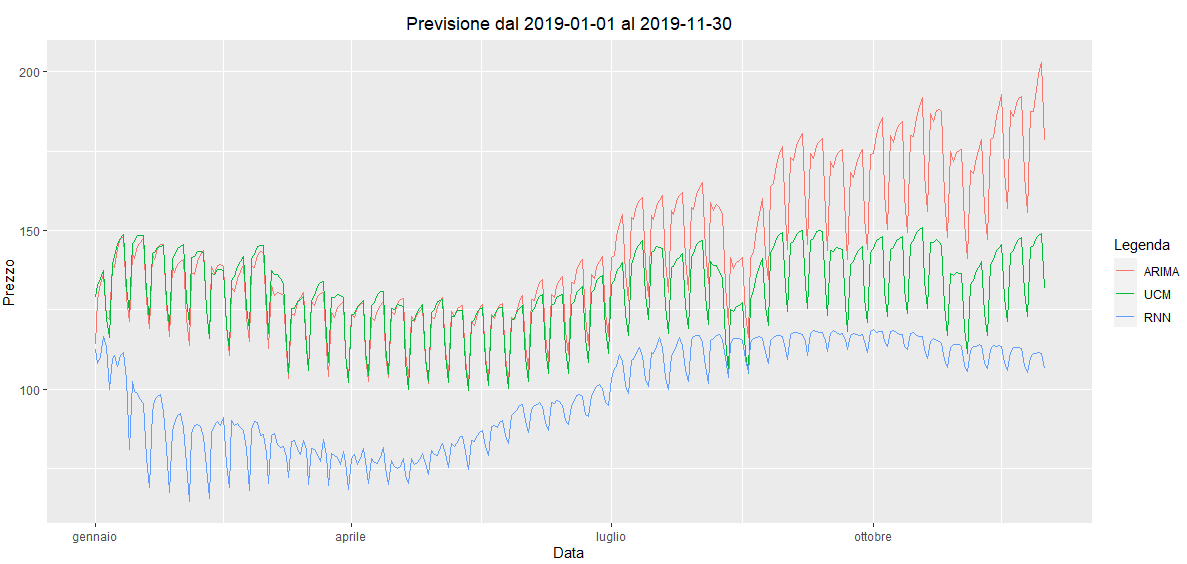 Previsione dal 2019-01-01 al 2019-11-30
Prezzo
200
150
100
gennaio
aprile
luglio
ottobre
Data
Legenda
ARIMA
UCM
RNN